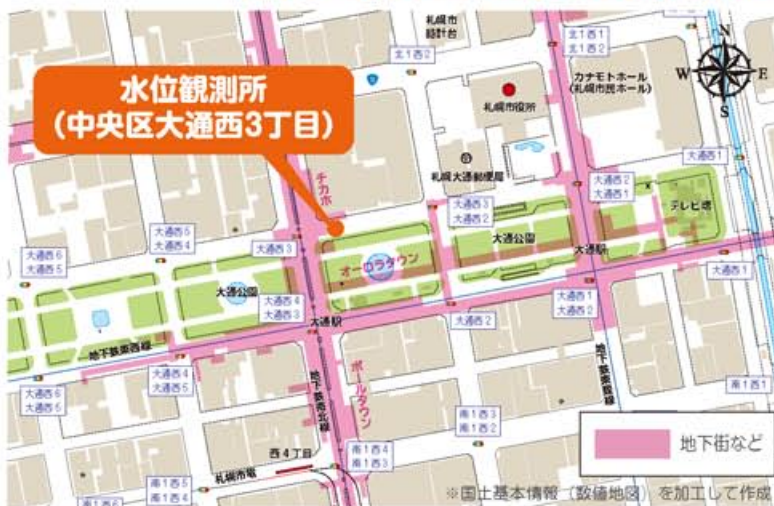 札幌市
時計台
北1西2
北1西1
北1西2
N
W
E
S
カナモトホール
(札幌市民ホール)
水位観測所
(中央区大通西3丁目)
札幌市役所
札幌大通郵便局
大通西1
チカホ
大通西3
大通西2
大通西2
大通西1
テレビ塔
大通西5
大通西4
大通西3
大通公園
大通駅
オーロラタウン
大通西6
大通西5
大通公園
大通西4
大通西3
大通西1
大通西1
大通西2
大通西2
大通駅
地下鉄東西線
大通西4
大通西5
ポールタウン
地下鉄南北線
地下鉄東豊線
大通西6
大通西5
南1西1
南1西3
南1西2
西4丁目
南1西4
南1西3
札幌市電
南1西5
南1西4
南1西6
地下街など
※国土基本情報(数値地図)を加工して作成